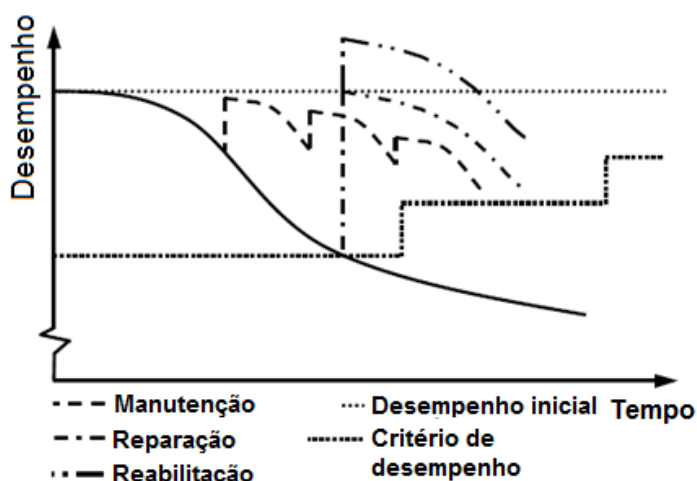 Desempenho
Manutenção
Reparação
Reabilitação
Desempenho inicial
Critério de
desempenho
Tempo